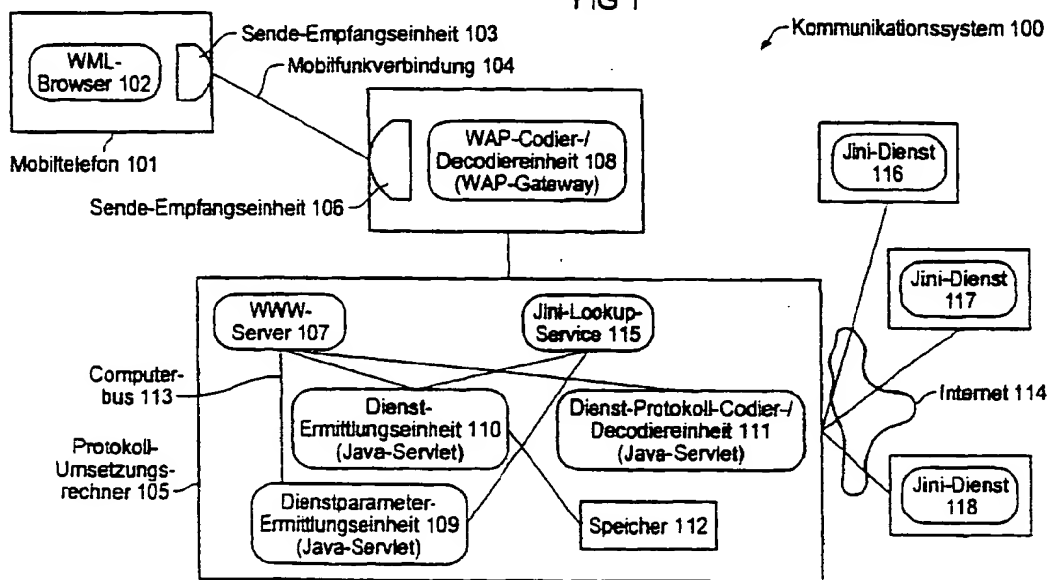 FIG 1
Kommunikationssystem 100
Sende-Empfangseinheit 103
WML-
Browser 102
Mobilfunkverbindung 104
Mobiltelefon 101
WAP-Codier-/
Decodiereinheit 108
(WAP-Gateway)
Sende-Empfangseinheit 106
Jini-Dienst
116
Jini-Dienst
117
WWW-
Server 107
Jini-Lookup-
Service 115
Computer-
bus 113
Internet 114
Dienst-
Ermittlungseinheit 110
(Java-Servlet)
Dienst-Protokoll-Codier-/
Decodiereinheit 111
(Java-Servlet)
Protokoll-
Umsetzungs-
rechner 105
Dienstparameter-
Ermittlungseinheit 109
(Java-Servlet)
Speicher 112
Jini-Dienst
118